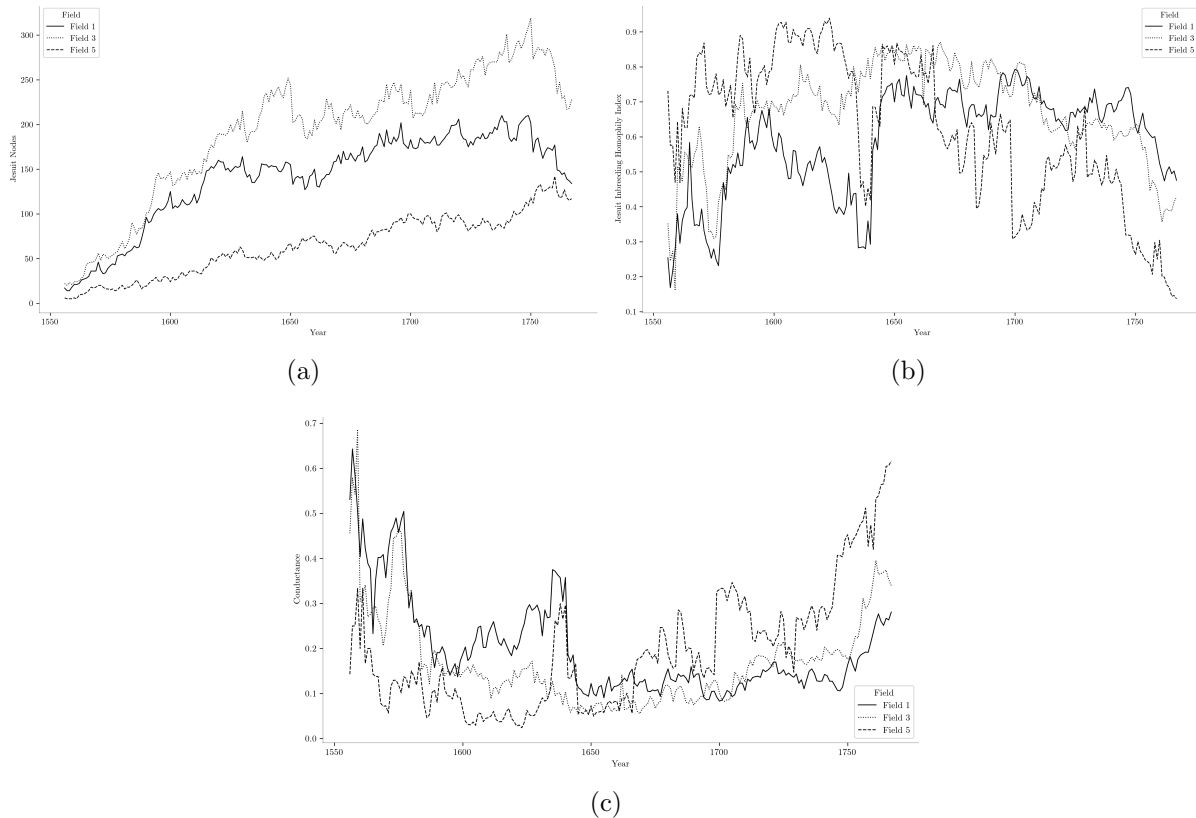 Field
Field 1
Field 3
Field 5
300
250
200
150
100
50
0
Jesuit Nodes
1550
1600
1650
1700
1750
Year
(a)
Field
Field 1
Field 3
Field 5
0.9
0.8
0.7
0.6
0.5
0.4
0.3
0.2
0.1
Jesuit Inbreeding Homophily Index
1550
1600
1650
1700
1750
Year
(b)
0.7
0.6
0.5
0.4
0.3
0.2
0.1
0.0
Conductance
Field
Field 1
Field 3
Field 5
1550
1600
1650
1700
1750
Year
(c)